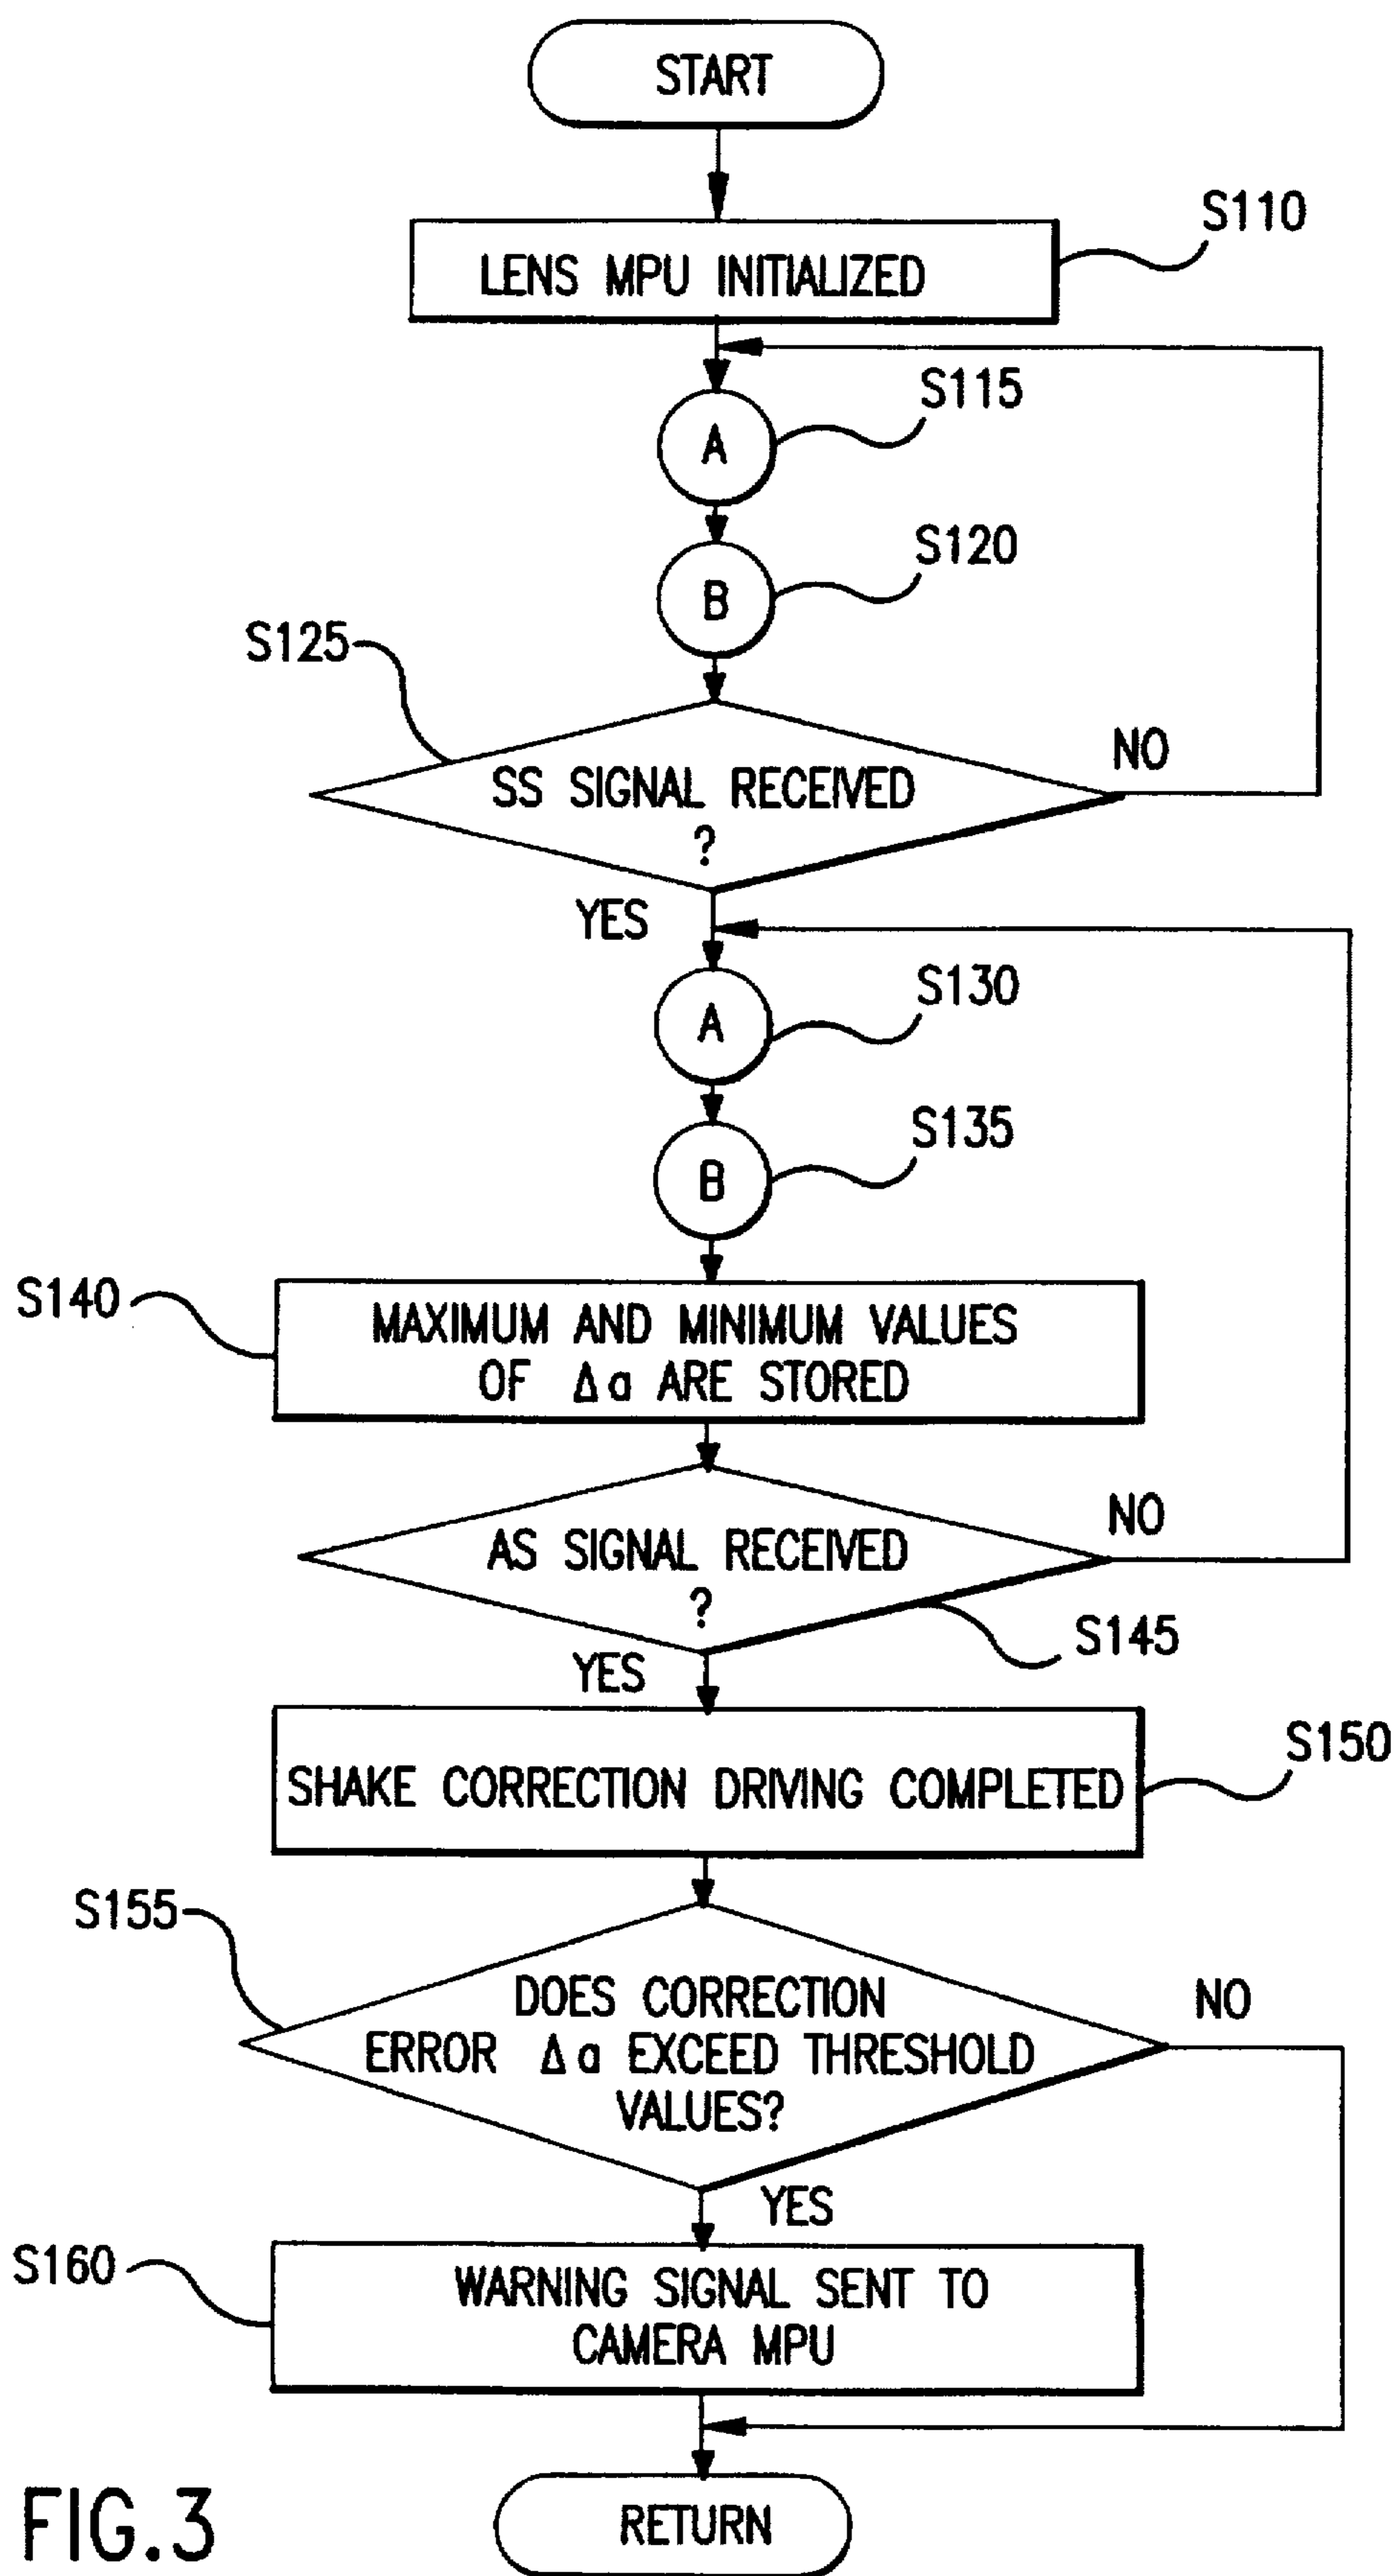 START
S110
LENS MPU INITIALIZED
S115
A
S120
B
S125
SS SIGNAL RECEIVED
?
NO
YES
S130
A
S135
B
S140
MAXIMUM AND MINIMUM VALUES
OF Δa ARE STORED
AS SIGNAL RECEIVED
?
NO
S145
YES
SHAKE CORRECTION DRIVING COMPLETED
S150
S155
DOES CORRECTION
ERROR Δa EXCEED THRESHOLD
VALUES?
NO
YES
S160
WARNING SIGNAL SENT TO
CAMERA MPU
RETURN
FIG.3